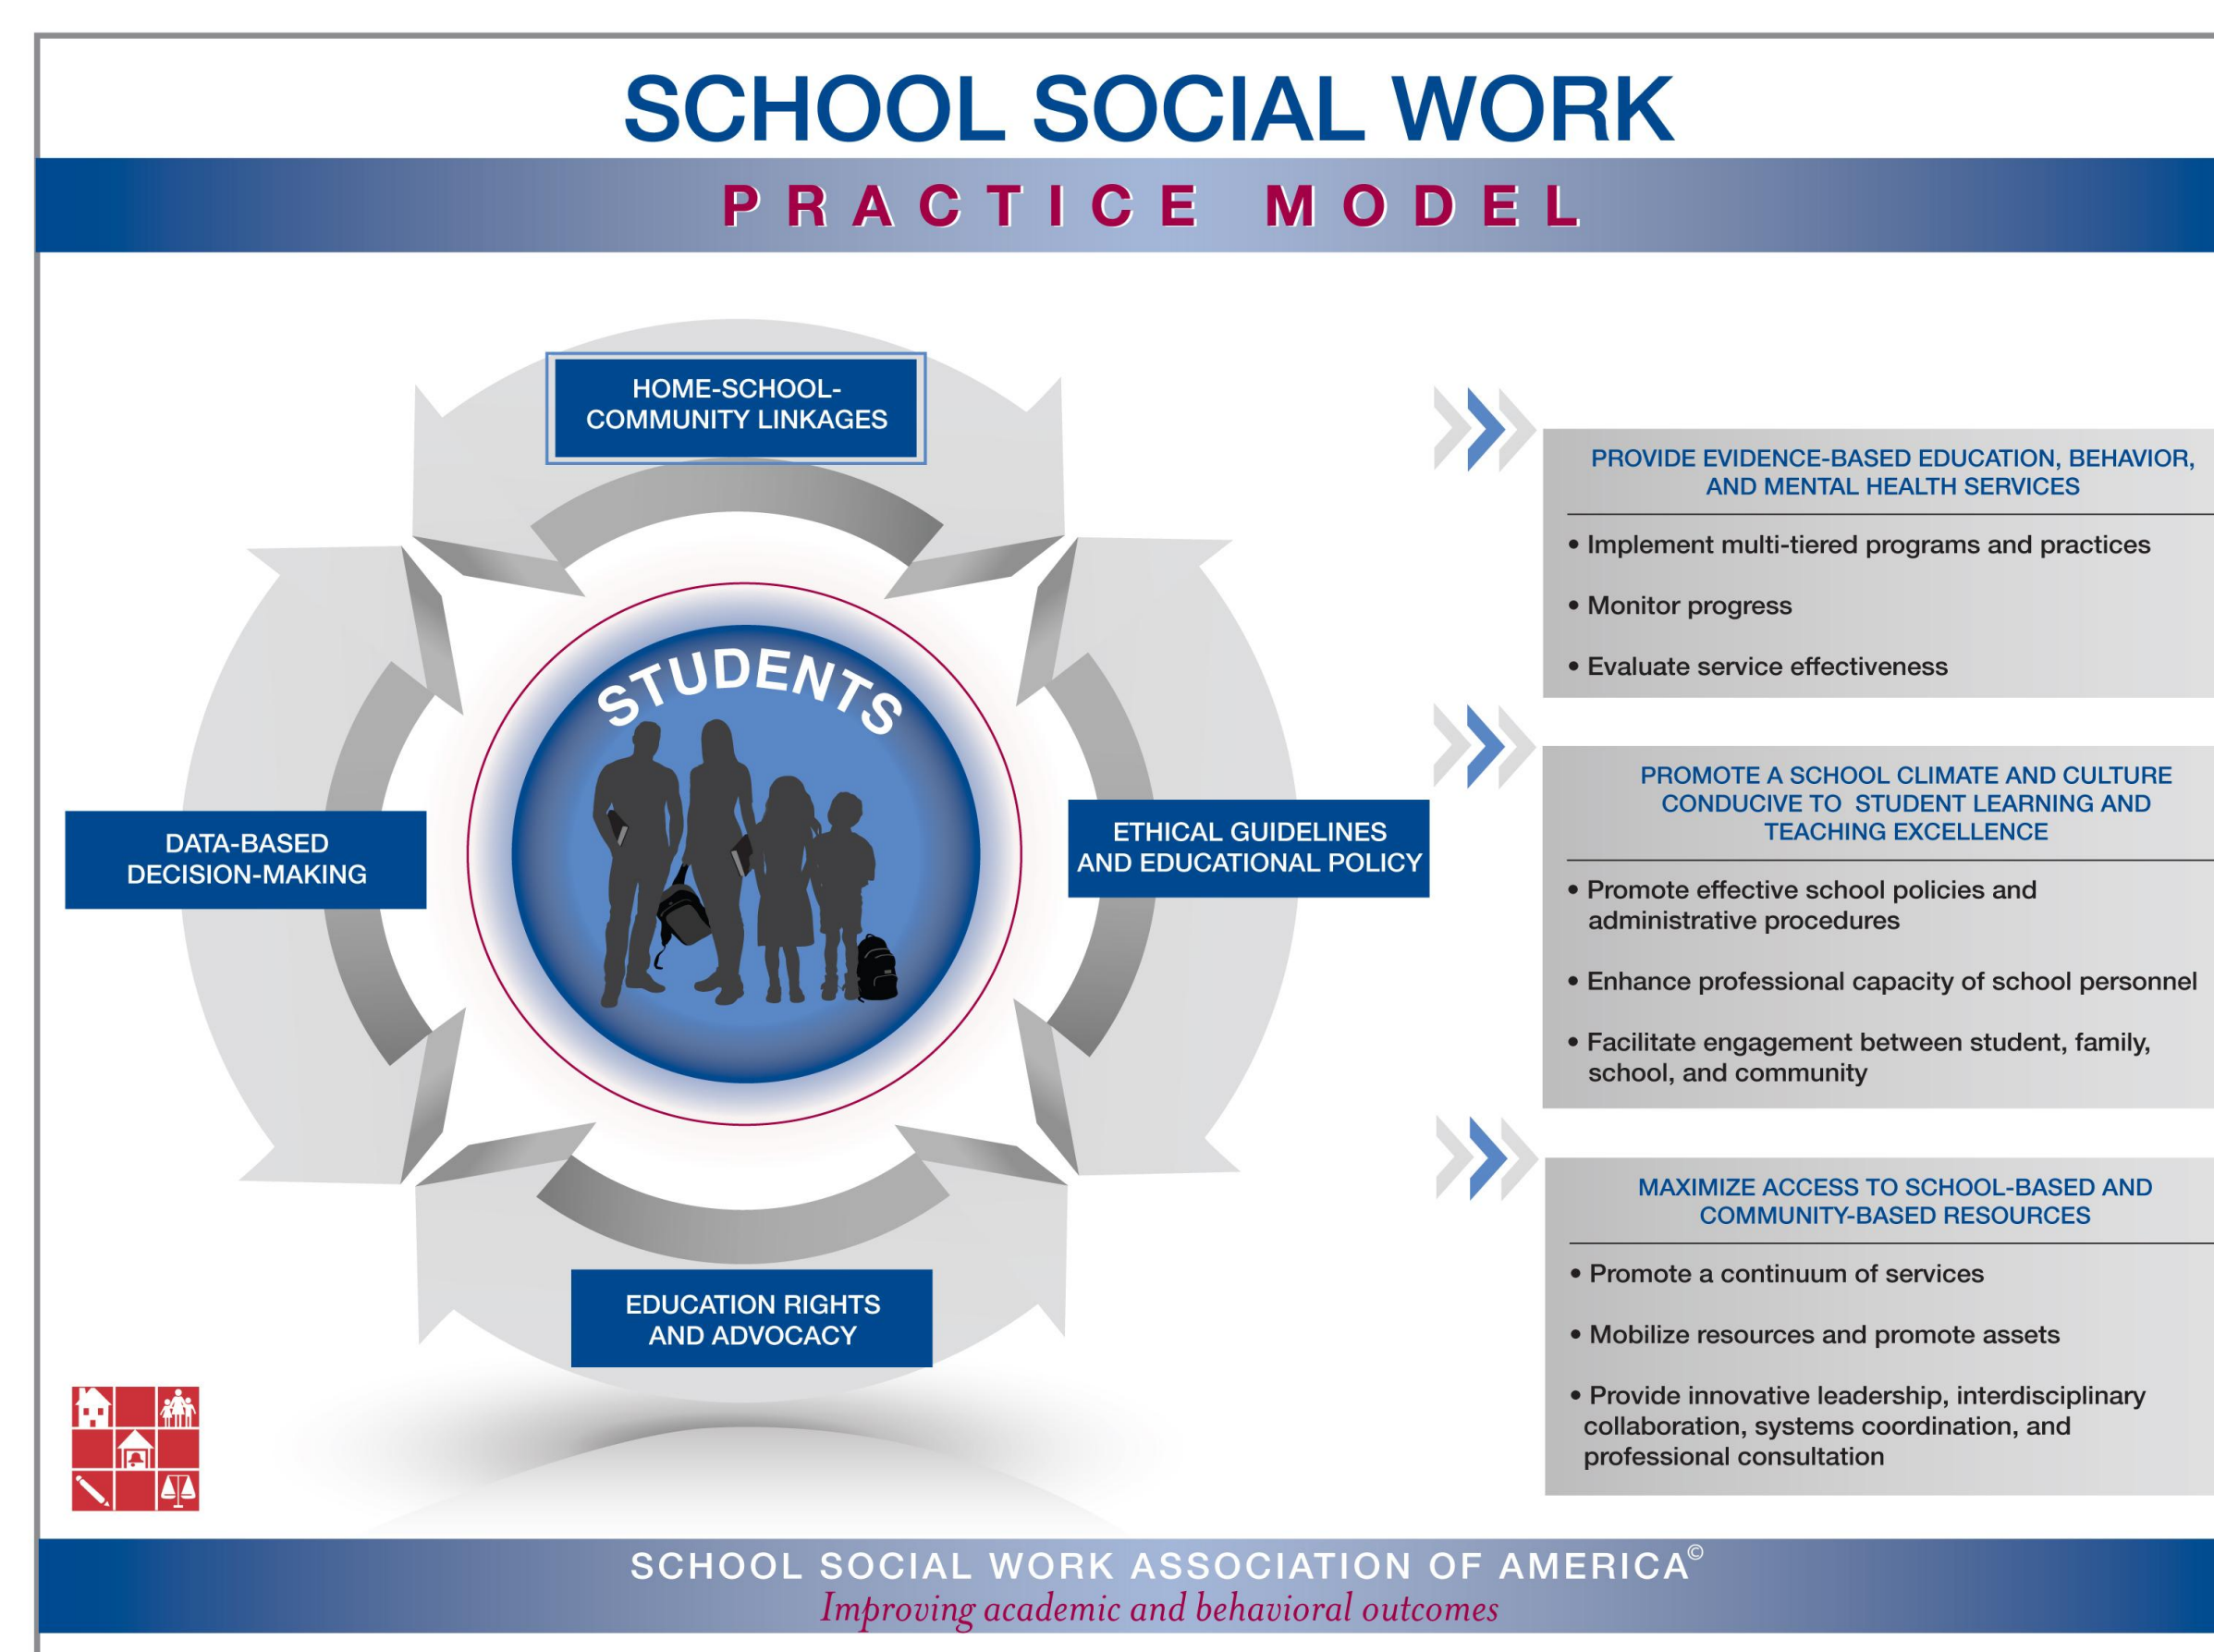 SCHOOL SOCIAL WORK
PRACTICE MODEL
HOME-SCHOOL-
COMMUNITY LINKAGES
STUDENTS
DATA-BASED
DECISION-MAKING
ETHICAL GUIDELINES
AND EDUCATIONAL POLICY
EDUCATION RIGHTS
AND ADVOCACY
PROVIDE EVIDENCE-BASED EDUCATION, BEHAVIOR,
AND MENTAL HEALTH SERVICES
• Implement multi-tiered programs and practices
• Monitor progress
• Evaluate service effectiveness
PROMOTE A SCHOOL CLIMATE AND CULTURE
CONDUCIVE TO STUDENT LEARNING AND
TEACHING EXCELLENCE
• Promote effective school policies and
administrative procedures
• Enhance professional capacity of school personnel
• Facilitate engagement between student, family,
school, and community
MAXIMIZE ACCESS TO SCHOOL-BASED AND
COMMUNITY-BASED RESOURCES
• Promote a continuum of services
• Mobilize resources and promote assets
• Provide innovative leadership, interdisciplinary
collaboration, systems coordination, and
professional consultation
SCHOOL SOCIAL WORK ASSOCIATION OF AMERICA©
Improving academic and behavioral outcomes